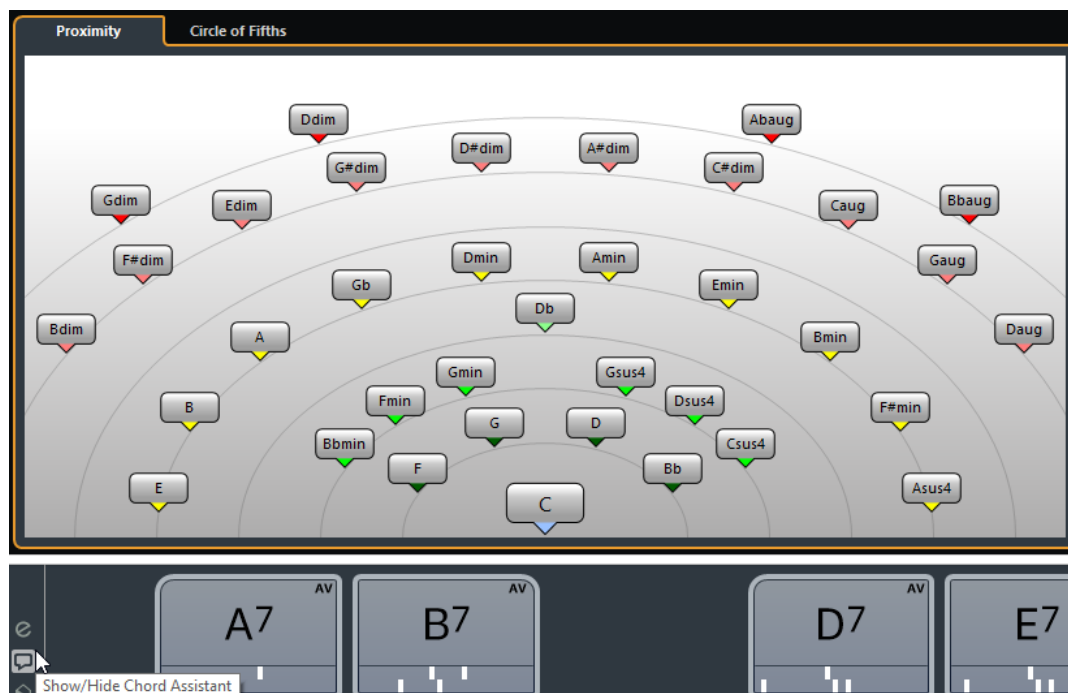 Proximity Circle of Fifths
Ddim Abaug
D#dim A#dim
G#dim C#dim
Gdim Edim Caug Bbaug
F#dim Dmin Amin Gaug
Gb Emin
Db
Bdim A Bmin Daug
Gmin Gsus4
Fmin Dsus4
B F#min
G D
Bbmin Csus4
F Bb
E Asus4
C
AV AV AV
A7 B7 D7 E7
e
Show/Hide Chord Assistant